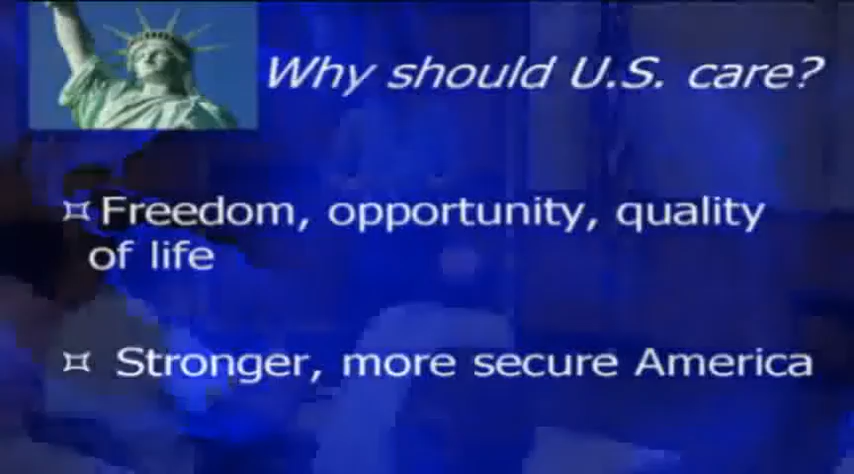 Why should U.S. care?
Freedom, opportunity, quality
of life
Stronger, more secure America